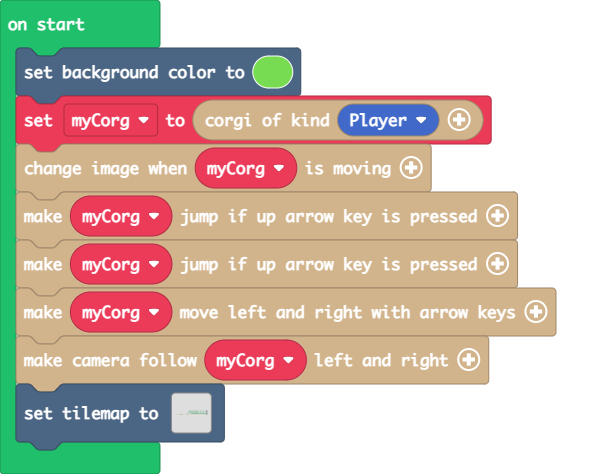 on start
set background color to
set myCorg to corgi of kind Player
change image when myCorg is moving
make myCorg jump if up arrow key is pressed
make myCorg jump if up arrow key is pressed
make myCorg move left and right with arrow keys
make camera follow myCorg left and right
set tilemap to